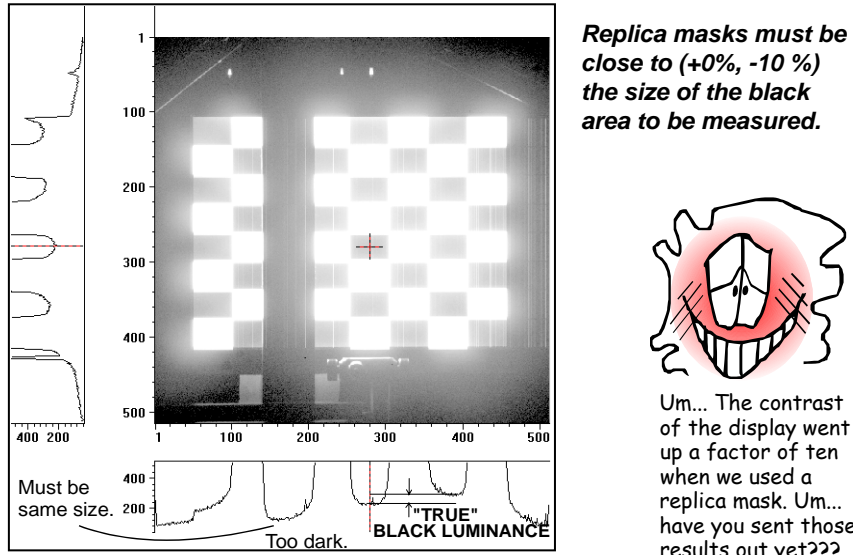 Replica masks must be
close to (+0%, -10 %)
the size of the black
area to be measured.
1
100
200
300
400
500
1 100 200 300 400 500
400 200
400
200
Must be
same size.
Too dark.
"TRUE"
BLACK LUMINANCE
Um... The contrast
of the display went
up a factor of ten
when we used a
replica mask. Um...
have you sent those
results out yet???